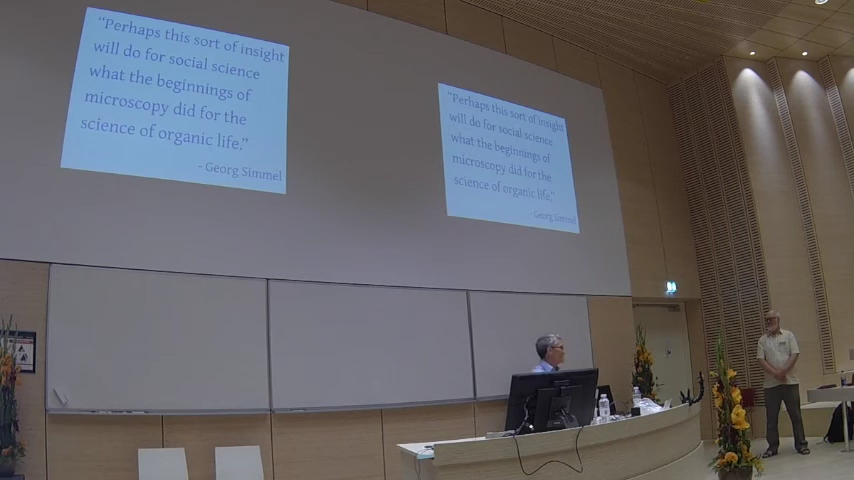 “Perhaps this sort of insight
will do for social science
what the beginnings of
microscopy did for the
science of organic life.”
- Georg Simmel
“Perhaps this sort of insight
will do for social science
what the beginnings of
microscopy did for the
science of organic life.”
- Georg Simmel